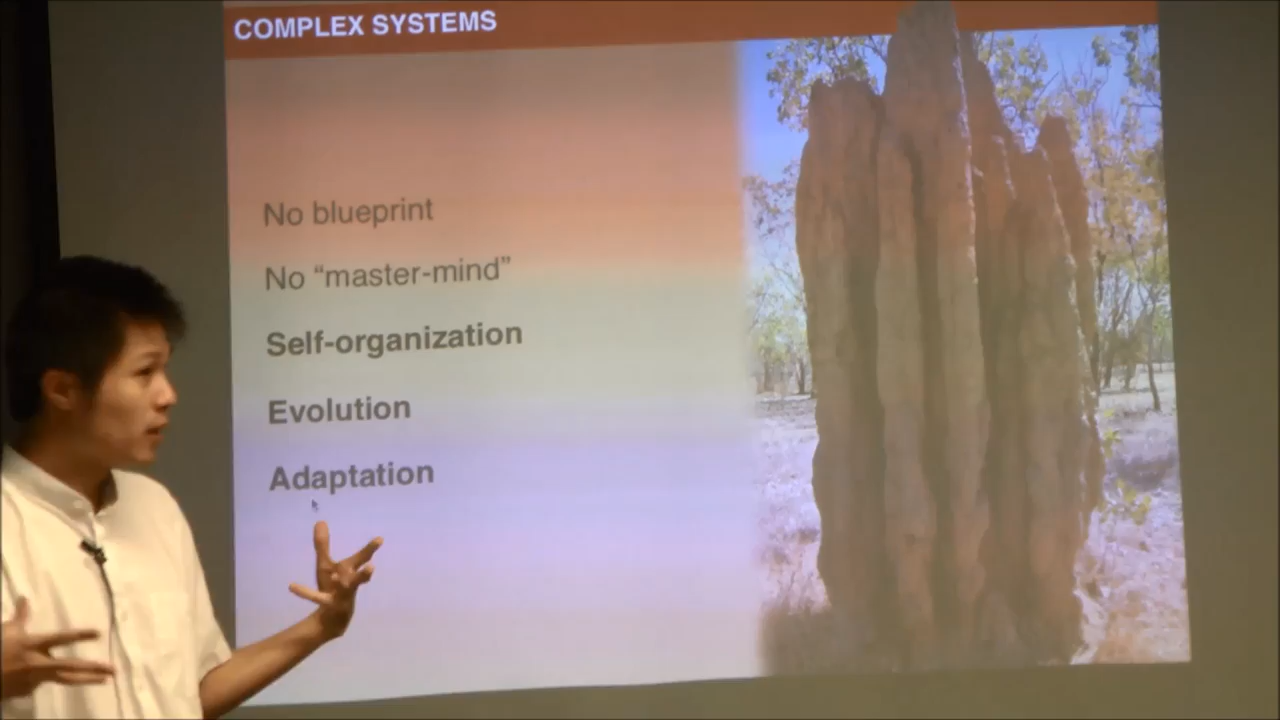 COMPLEX SYSTEMS
No blueprint
No “master-mind”
Self-organization
Evolution
Adaptation